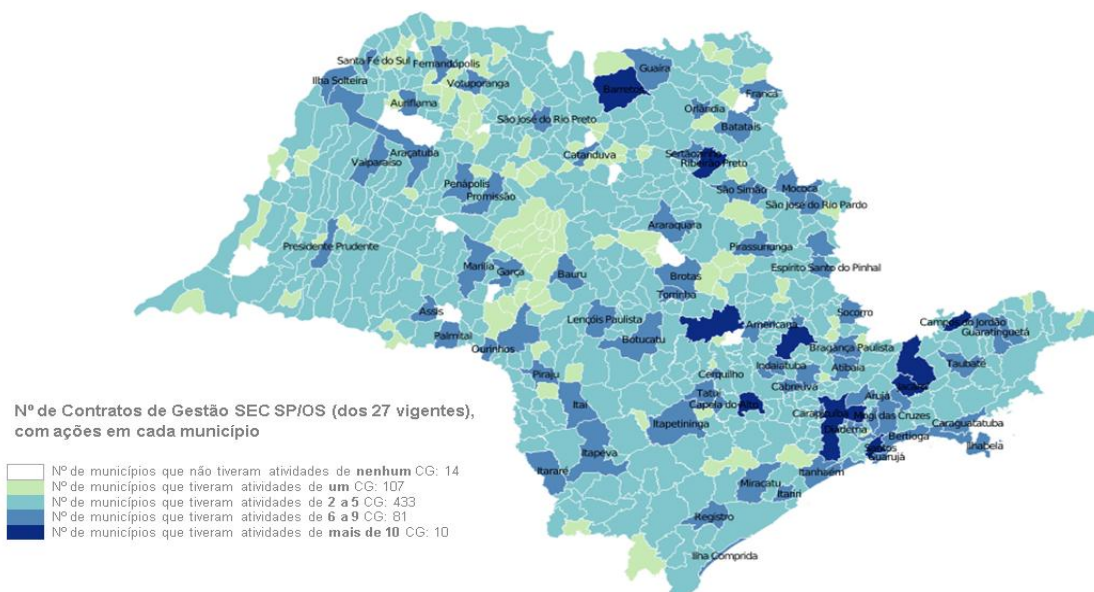 Santa Fé do Sul
Fernandópolis
Ilha Solteira
Votuporanga
Guaíra
Barretos
Auriflama
Orlândia
Franca
São José do Rio Preto
Batatais
Araçatuba
Valparaíso
Catanduva
Sertãozinho
Ribeirão Preto
Penápolis
Promissão
São Simão
Mococa
São José do Rio Pardo
Araraquara
Presidente Prudente
Pirassununga
Marília
Garça
Bauru
Brotas
Espírito Santo do Pinhal
Torrinha
Assis
Lençóis Paulista
Americana
Socorro
Campos do Jordão
Guaratinguetá
Palmital
Ourinhos
Botucatu
Bragança Paulista
Piraju
Cerquilho
Indaiatuba
Atibaia
Taubaté
Jacareí
Itaí
Tatuí
Cabreúva
Arujá
Capela do Alto
Carapicuíba
Mogi das Cruzes
Caraguatatuba
Itapetininga
Diadema
Bertioga
Ilhabela
Itapeva
Santos
Guarujá
Itararé
Itanhaém
Miracatu
Itariri
Registro
Ilha Comprida
Nº de Contratos de Gestão SEC SP/OS (dos 27 vigentes),
com ações em cada município
Nº de municípios que não tiveram atividades de nenhum CG: 14
Nº de municípios que tiveram atividades de um CG: 107
Nº de municípios que tiveram atividades de 2 a 5 CG: 433
Nº de municípios que tiveram atividades de 6 a 9 CG: 81
Nº de municípios que tiveram atividades de mais de 10 CG: 10